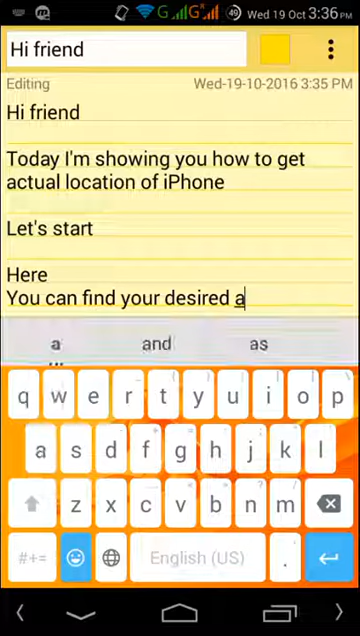 49 Wed 19 Oct 3:36PM
Hi friend
Editing Wed-19-10-2016 3:35 PM
Hi friend
Today I'm showing you how to get
actual location of iPhone
Let's start
Here
You can find your desired a
a and as
...
q w e r t y u i o p
a s d f g h j k l
z x c v b n m
#+= English (US) .